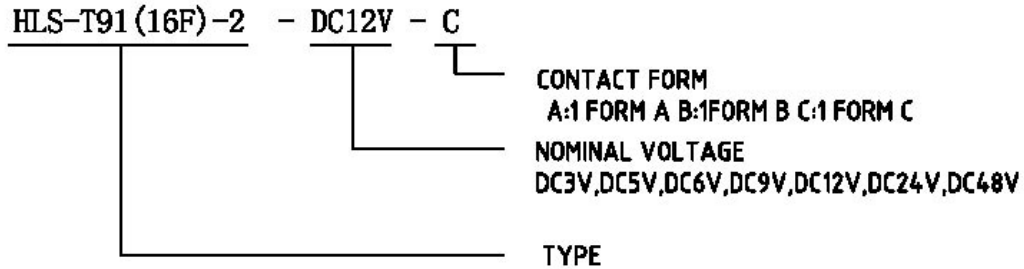 HLS-T91(16F)-2 - DC12V - C
CONTACT FORM
A:1 FORM A B:1FORM B C:1 FORM C
NOMINAL VOLTAGE
DC3V,DC5V,DC6V,DC9V,DC12V,DC24V,DC48V
TYPE